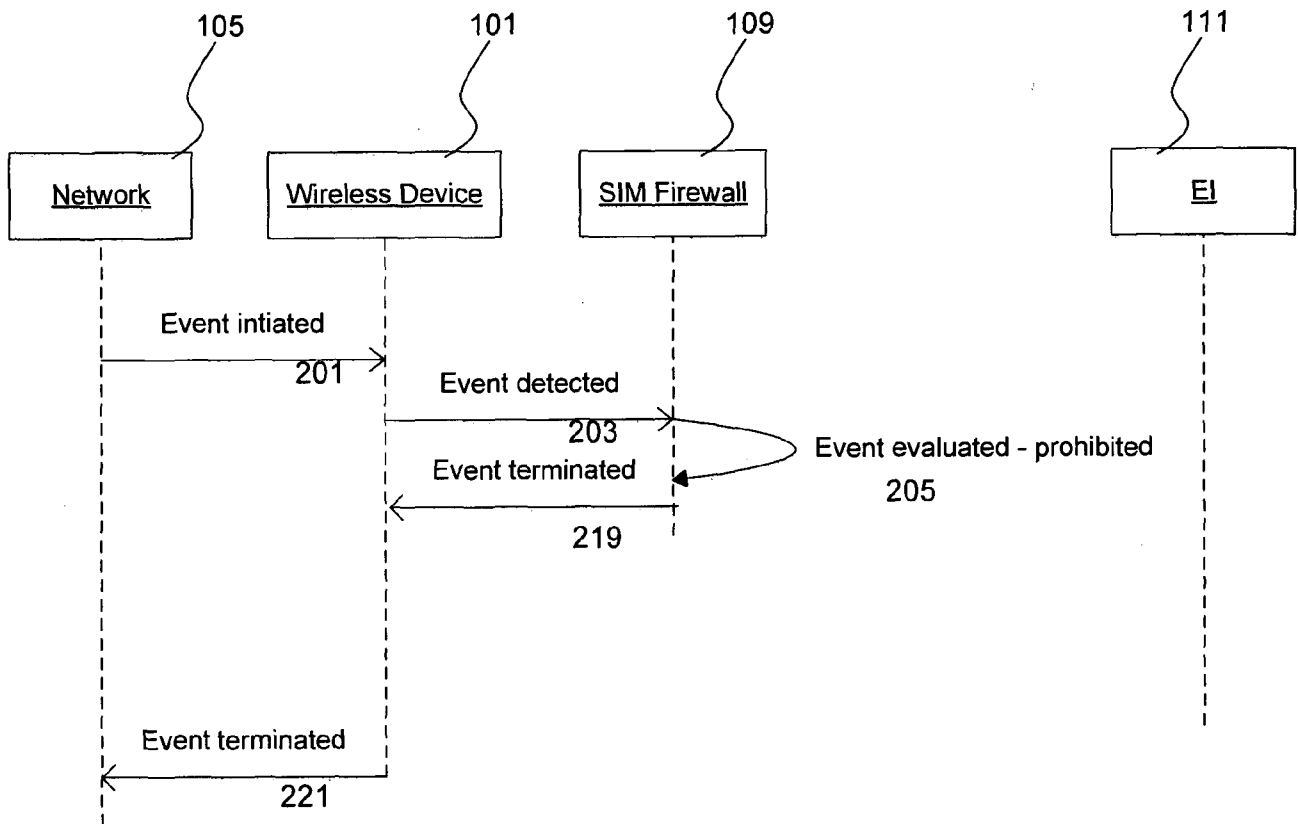 105
101
109
111
Network
Wireless Device
SIM Firewall
EI
Event intiated
201
Event detected
203
Event evaluated - prohibited
205
Event terminated
219
Event terminated
221